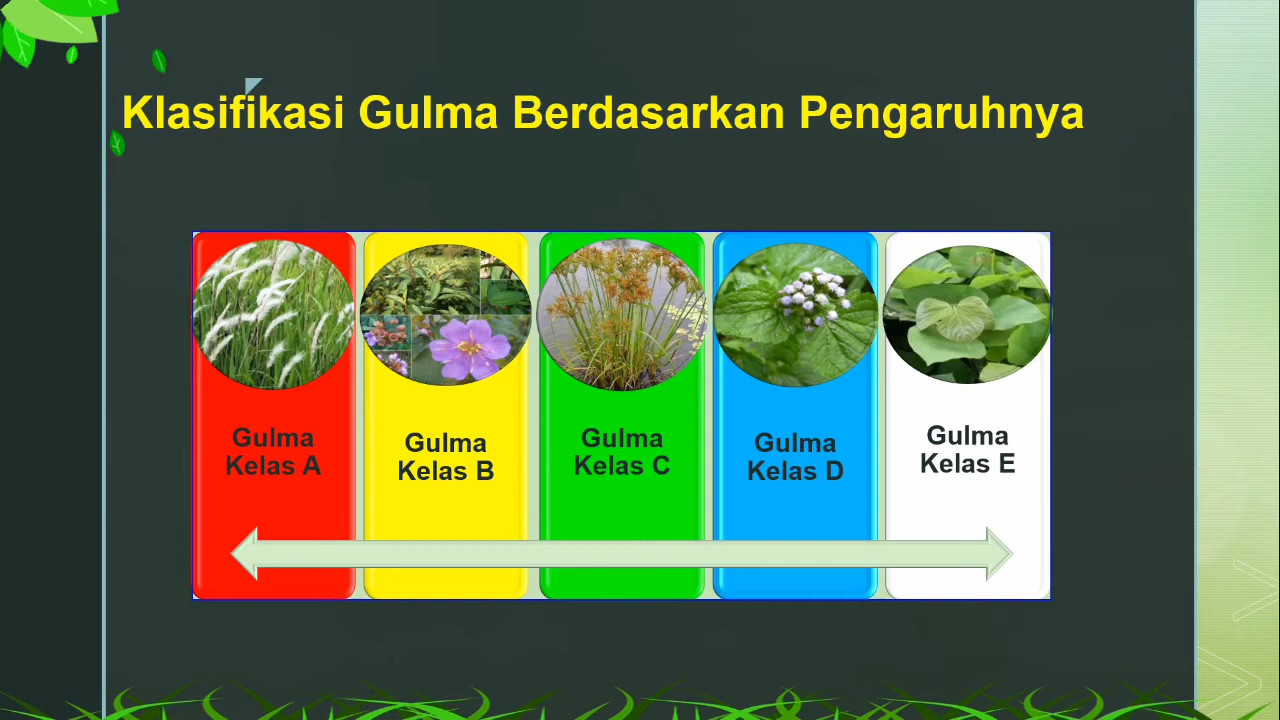 Klasifikasi Gulma Berdasarkan Pengaruhnya
Gulma
Kelas A
Gulma
Kelas B
Gulma
Kelas C
Gulma
Kelas D
Gulma
Kelas E